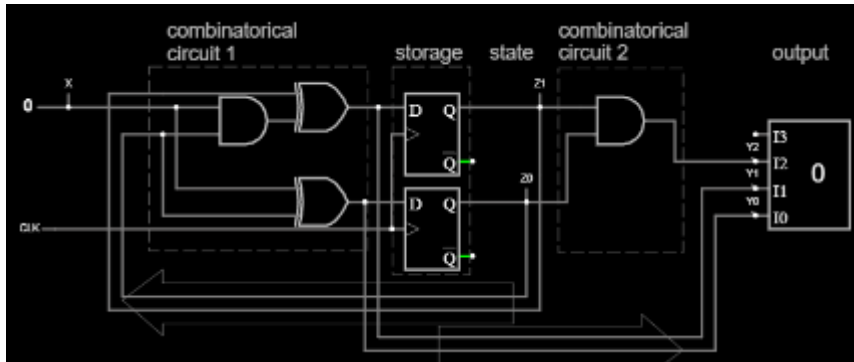 combinatorical
circuit 1
storage
state
combinatorical
circuit 2
output
X
Z1
0
D Q
Q
Y2
I3
I2
Y1
I1
Y0
I0
0
Z0
D Q
Q
CLK